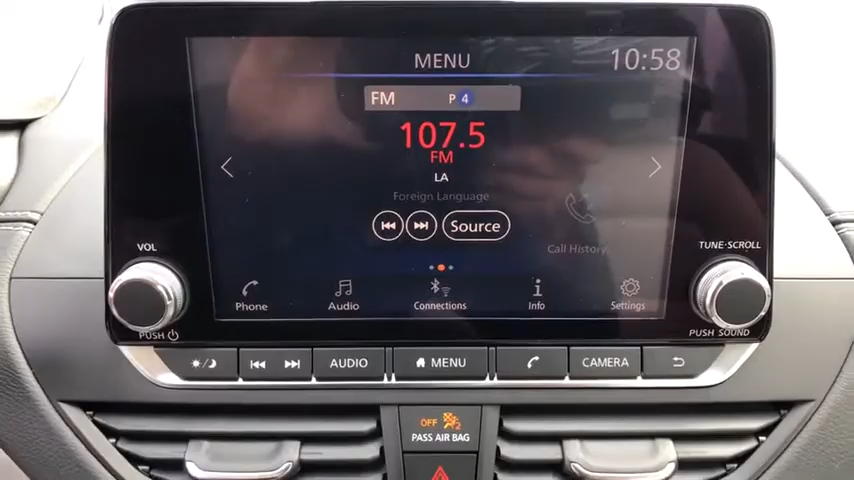 MENU
10:58
FM P 4
107.5
FM
LA
Foreign Language
Source
Call History
VOL
TUNE·SCROLL
Phone
Audio
Connections
Info
Settings
PUSH
PUSH SOUND
AUDIO
MENU
CAMERA
OFF 2
PASS AIR BAG